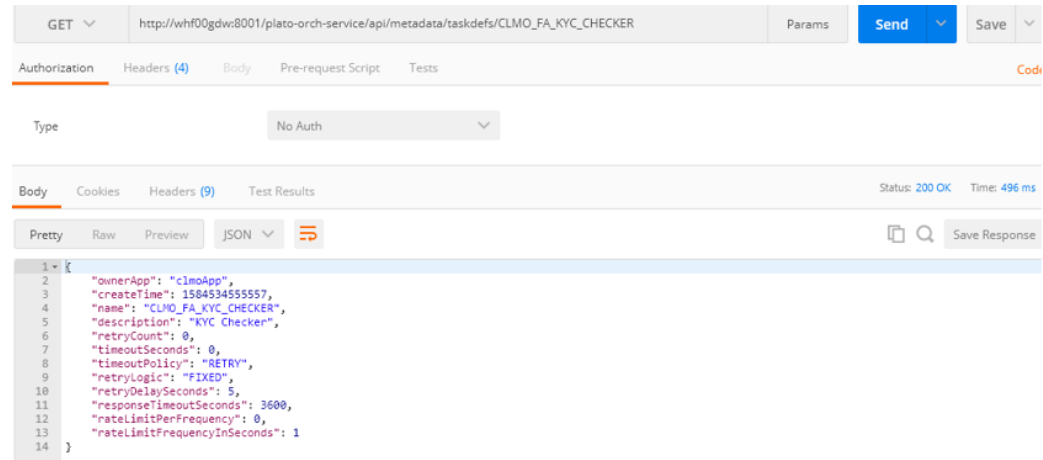 GET http://whf00gdw:8001/plato-orch-service/api/metadata/taskdefs/CLMO_FA_KYC_CHECKER Params Send Save
Authorization Headers (4) Body Pre-request Script Tests Code
Type No Auth
Body Cookies Headers (9) Test Results Status: 200 OK Time: 496 ms
Pretty Raw Preview JSON Save Response
1 {
2 "ownerApp": "clmoApp",
3 "createTime": 1584534555557,
4 "name": "CLMO_FA_KYC_CHECKER",
5 "description": "KYC Checker",
6 "retryCount": 0,
7 "timeoutSeconds": 0,
8 "timeoutPolicy": "RETRY",
9 "retryLogic": "FIXED",
10 "retryDelaySeconds": 5,
11 "responseTimeoutSeconds": 3600,
12 "rateLimitPerFrequency": 0,
13 "rateLimitFrequencyInSeconds": 1
14 }